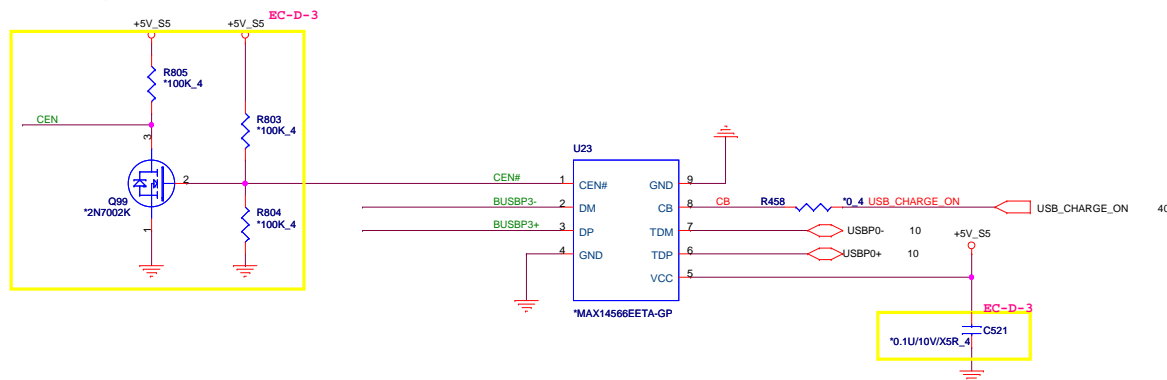 EC-D-3
+5V_S5
+5V_S5
R805
*100K_4
R803
*100K_4
CEN
3
2
Q99
*2N7002K
1
R804
*100K_4
U23
CEN#
1
CEN#
GND
9
BUSBP3-
2
DM
CB
8
CB
R458
*0_4
USB_CHARGE_ON
USB_CHARGE_ON
40
BUSBP3+
3
DP
TDM
7
USBP0-
10
4
GND
TDP
6
USBP0+
10
+5V_S5
VCC
5
*MAX14566EETA-GP
EC-D-3
C521
*0.1U/10V/X5R_4